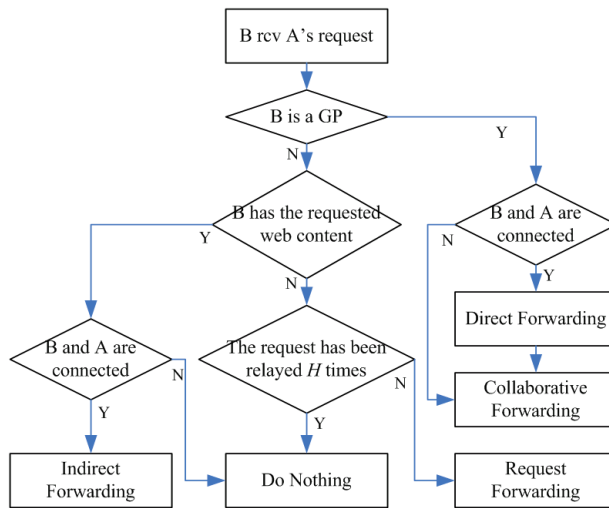 B rcv A's request
B is a GP
Y
N
B has the requested
web content
Y
N
B and A are
connected
N
Y
Direct Forwarding
Collaborative
Forwarding
B and A are
connected
N
Y
The request has been
relayed H times
N
Y
Indirect
Forwarding
Do Nothing
Request
Forwarding